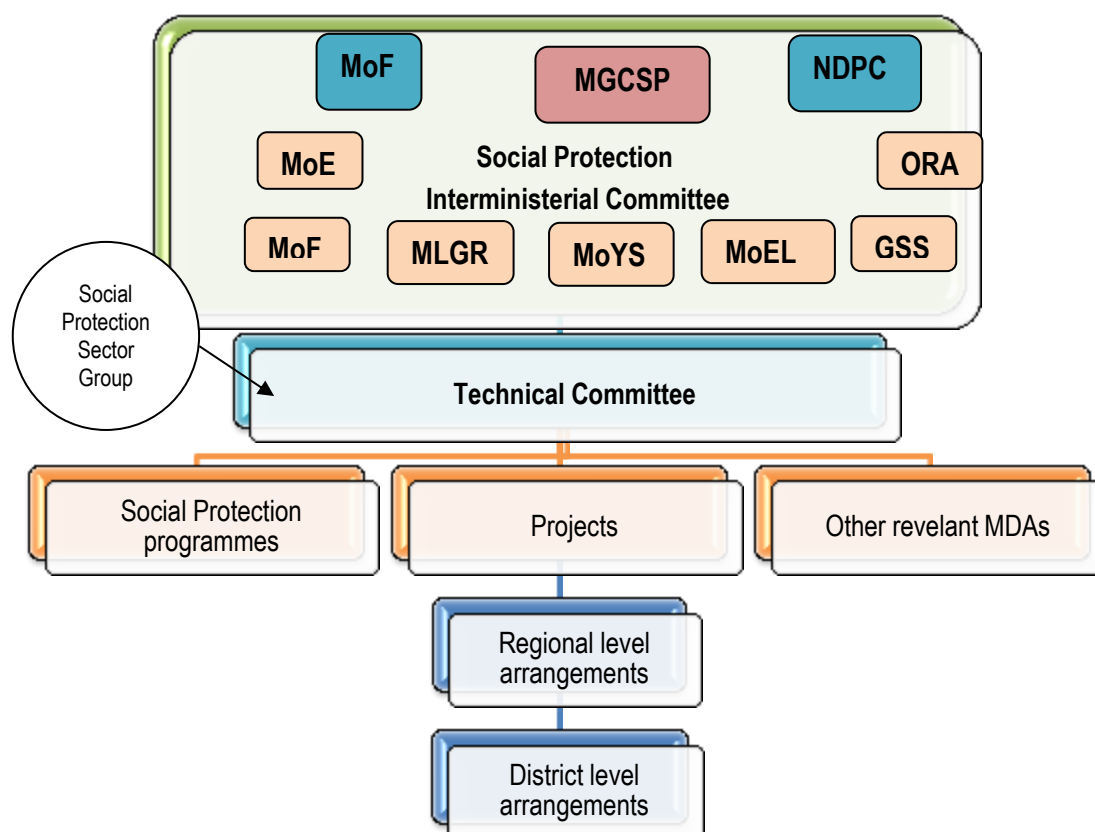 MoF
MGCSP
NDPC
MoE
Social Protection
Interministerial Committee
ORA
MoF
MLGR
MoYS
MoEL
GSS
Social
Protection
Sector
Group
Technical Committee
Social Protection
programmes
Projects
Other revelant MDAs
Regional level
arrangements
District level
arrangements